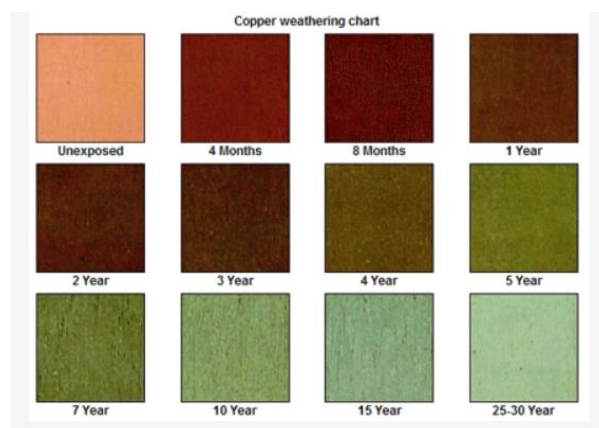 Copper weathering chart
Unexposed
4 Months
8 Months
1 Year
2 Year
3 Year
4 Year
5 Year
7 Year
10 Year
15 Year
25-30 Year